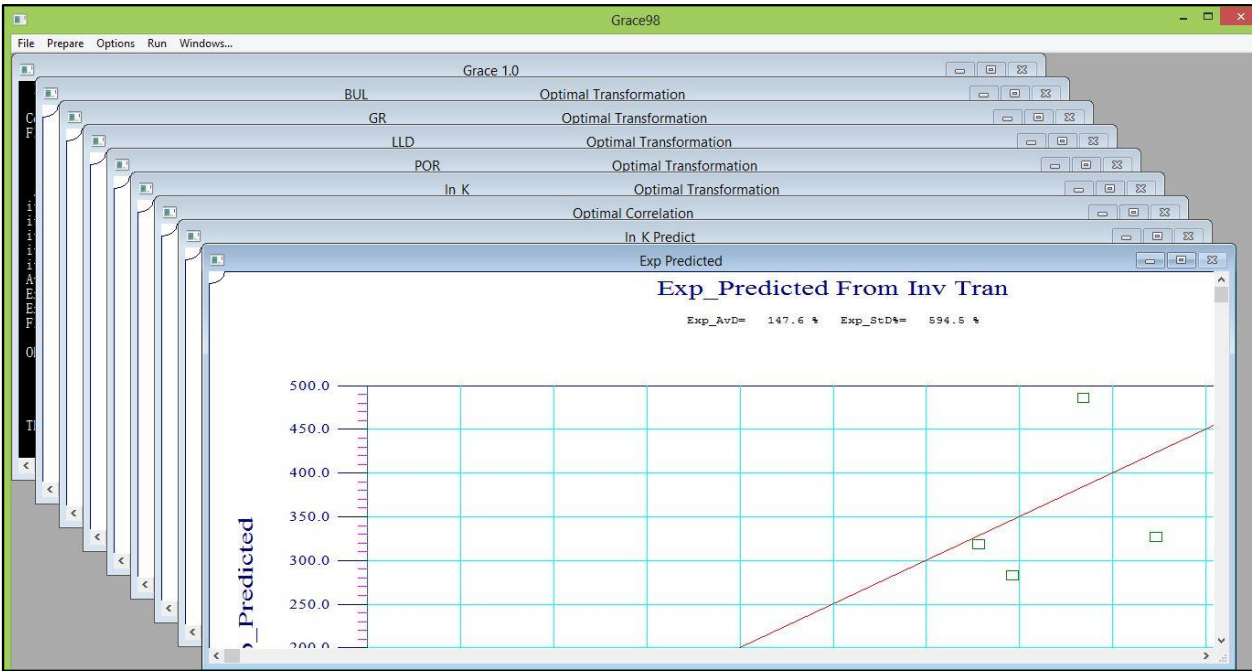 Grace98
File Prepare Options Run Windows...
Grace 1.0
BUL Optimal Transformation
GR Optimal Transformation
LLD Optimal Transformation
POR Optimal Transformation
ln K Optimal Transformation
Optimal Correlation
ln K Predict
Exp Predicted
Exp_Predicted From Inv Tran
Exp_AvD= 147.6 % Exp_StD%= 594.5 %
500.0
450.0
400.0
350.0
300.0
250.0
200.0
p_Predicted